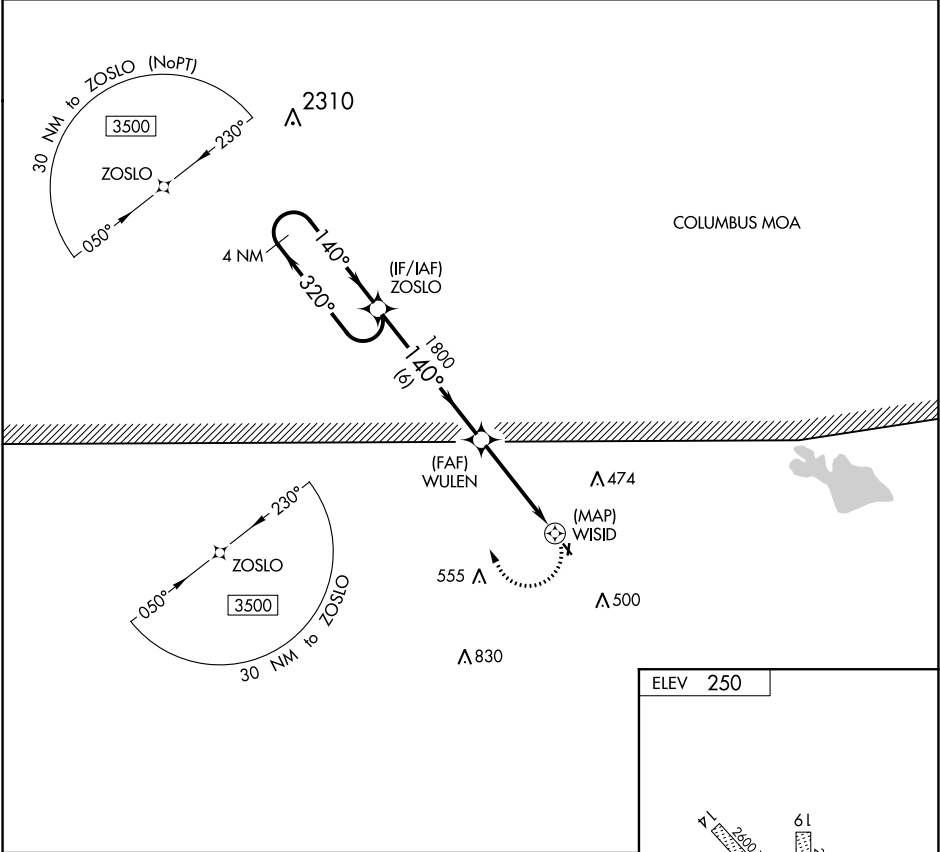 30 NM to ZOSLO (NoPT)
3500
230°
ZOSLO
050°
2310
COLUMBUS MOA
4 NM
140°
320°
(IF/IAF)
ZOSLO
1800
140°
(6)
(FAF)
WULEN
474
(MAP)
WISID
555
500
830
230°
ZOSLO
050°
3500
30 NM to ZOSLO
ELEV 250
14
2600
19